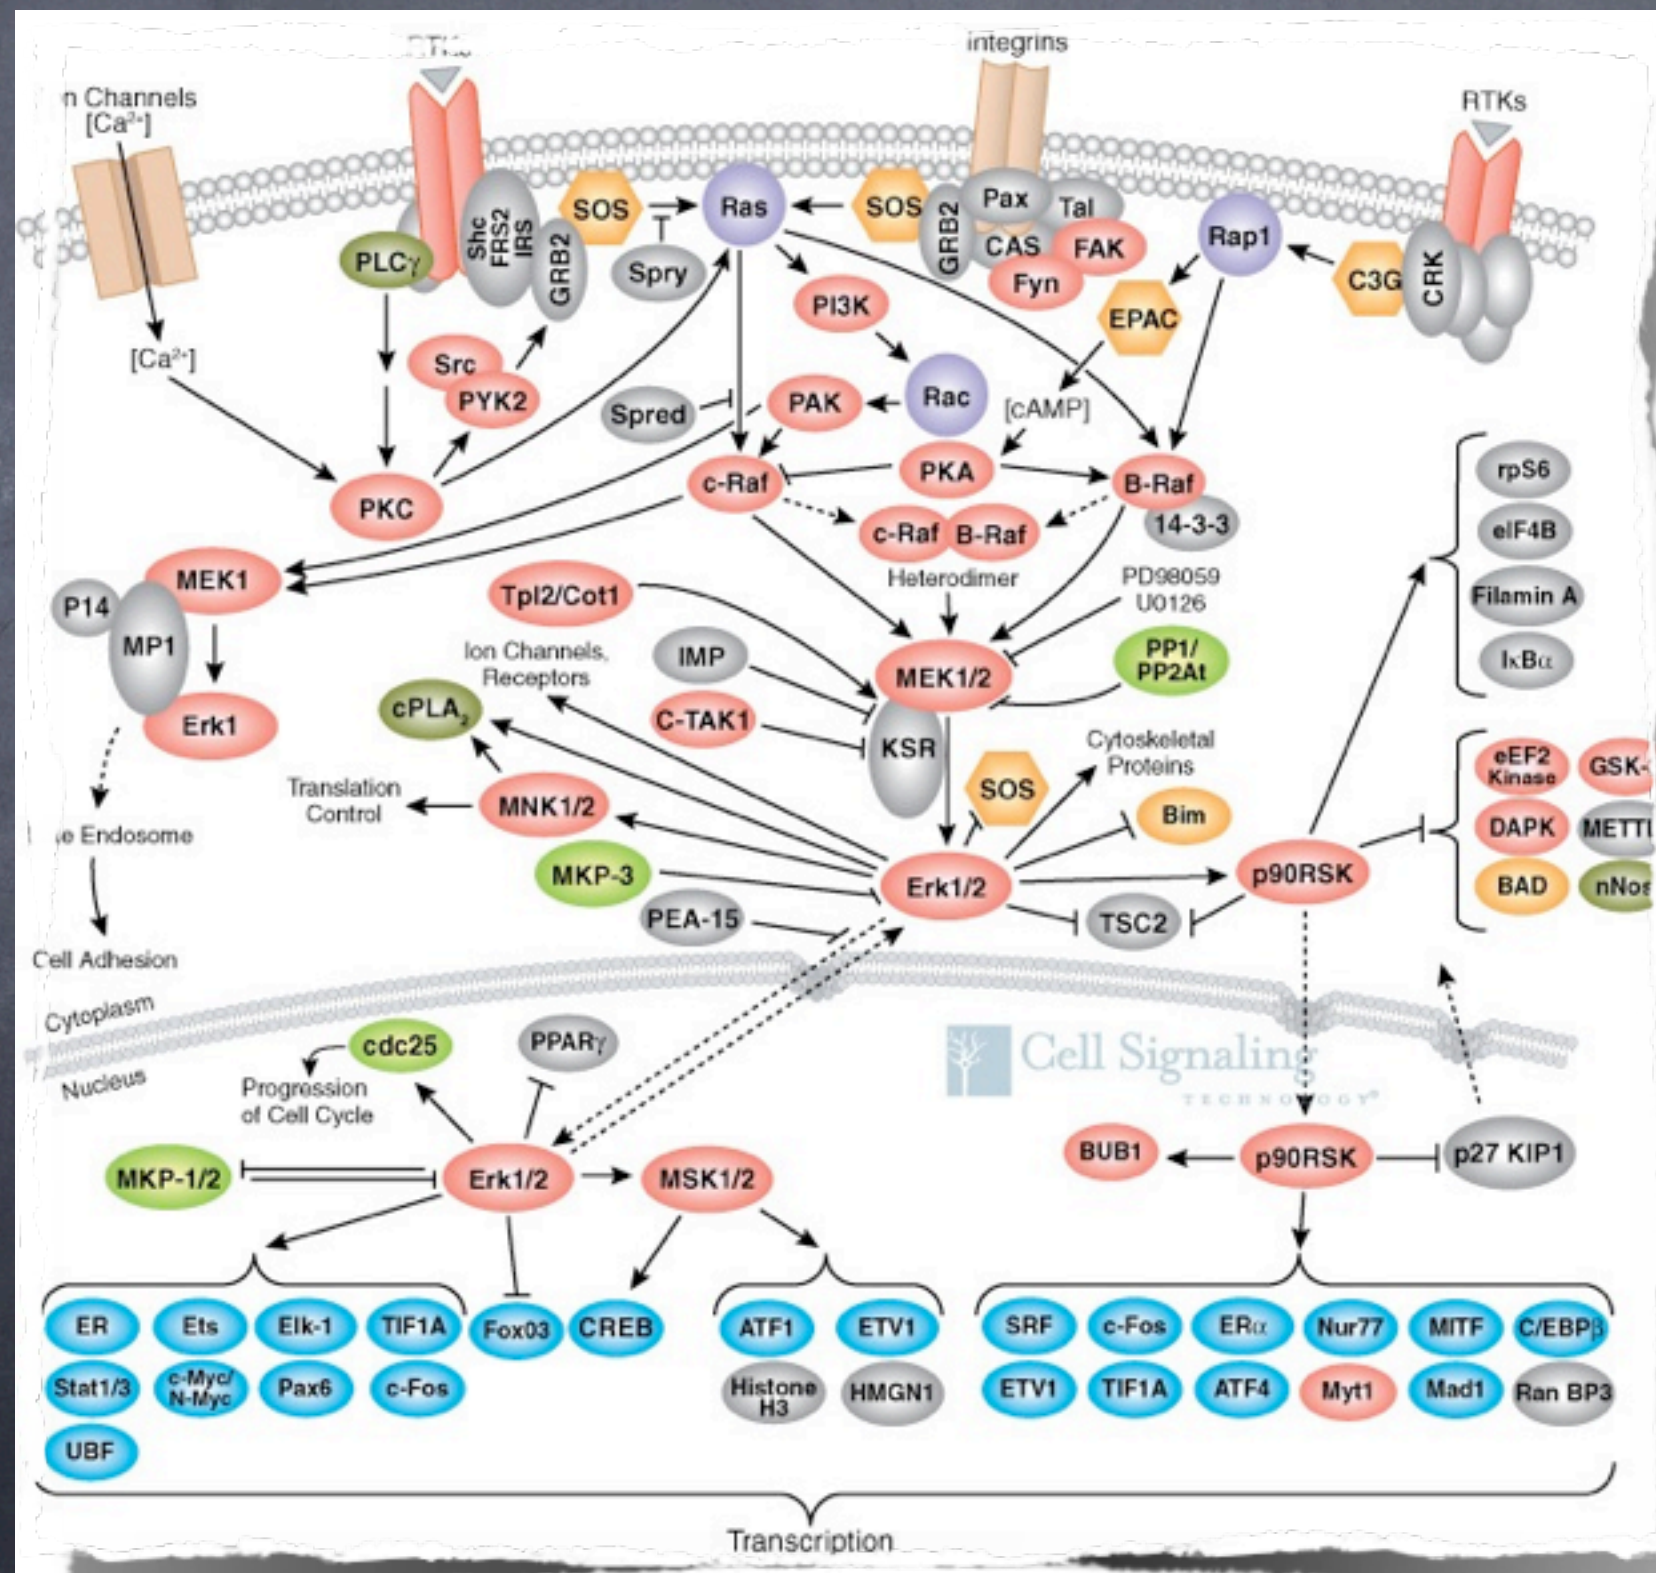 integrins
n Channels
[Ca²⁺]
RTKs
SOS
Ras
SOS
Pax
Tal
Shc
FRS2
IRS
GRB2
GRB2
CAS
FAK
Rap1
PLCγ
Spry
Fyn
C3G
CRK
PI3K
EPAC
[Ca²⁺]
Src
PYK2
Spred
PAK
Rac
[cAMP]
PKC
c-Raf
PKA
B-Raf
14-3-3
c-Raf
B-Raf
Heterodimer
PD98059
U0126
rpS6
eIF4B
Filamin A
IκBα
MEK1
P14
MP1
Erk1
Tpl2/Cot1
Ion Channels,
Receptors
IMP
C-TAK1
MEK1/2
PP1/
PP2At
KSR
cPLA₂
Translation
Control
MNK1/2
SOS
Cytoskeletal
Proteins
Bim
eEF2
Kinase
GSK-
DAPK
METTL
BAD
nNos
e Endosome
MKP-3
PEA-15
Erk1/2
TSC2
p90RSK
Cell Adhesion
Cytoplasm
Nucleus
cdc25
PPARγ
Progression
of Cell Cycle
Cell Signaling
TECHNOLOGY®
MKP-1/2
Erk1/2
MSK1/2
BUB1
p90RSK
p27 KIP1
ER
Ets
Elk-1
TIF1A
Fox03
CREB
ATF1
ETV1
SRF
c-Fos
ERα
Nur77
MITF
C/EBPβ
Stat1/3
c-Myc/
N-Myc
Pax6
c-Fos
Histone
H3
HMGN1
ETV1
TIF1A
ATF4
Myt1
Mad1
Ran BP3
UBF
Transcription